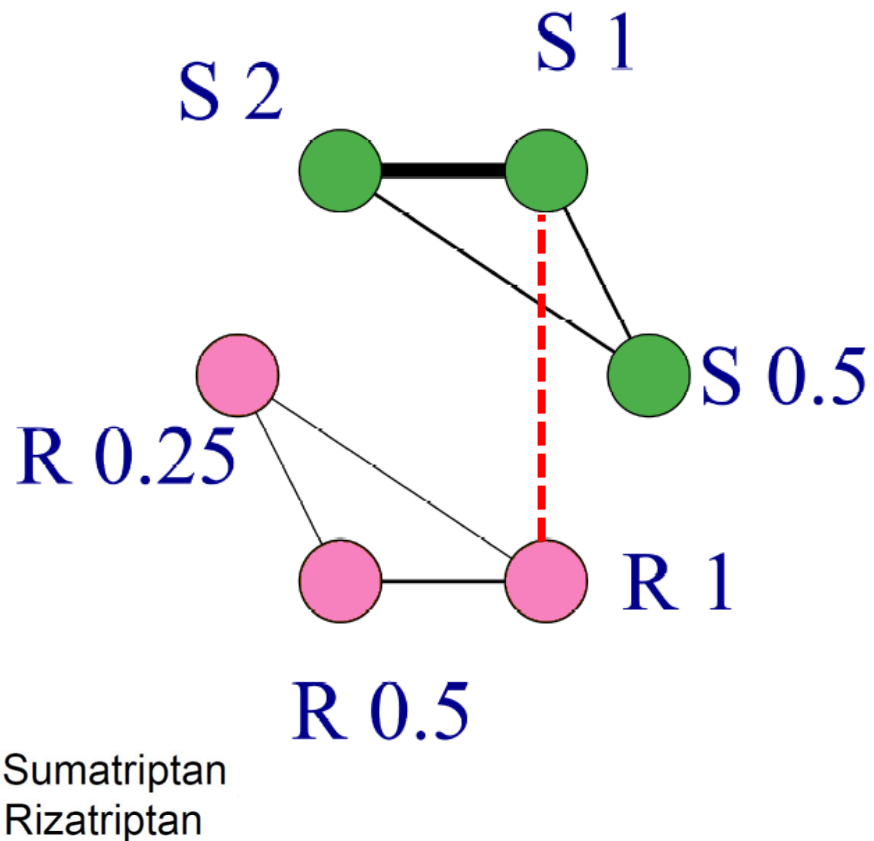 S 1
S 2
S 0.5
R 0.25
R 1
R 0.5
Sumatriptan
Rizatriptan